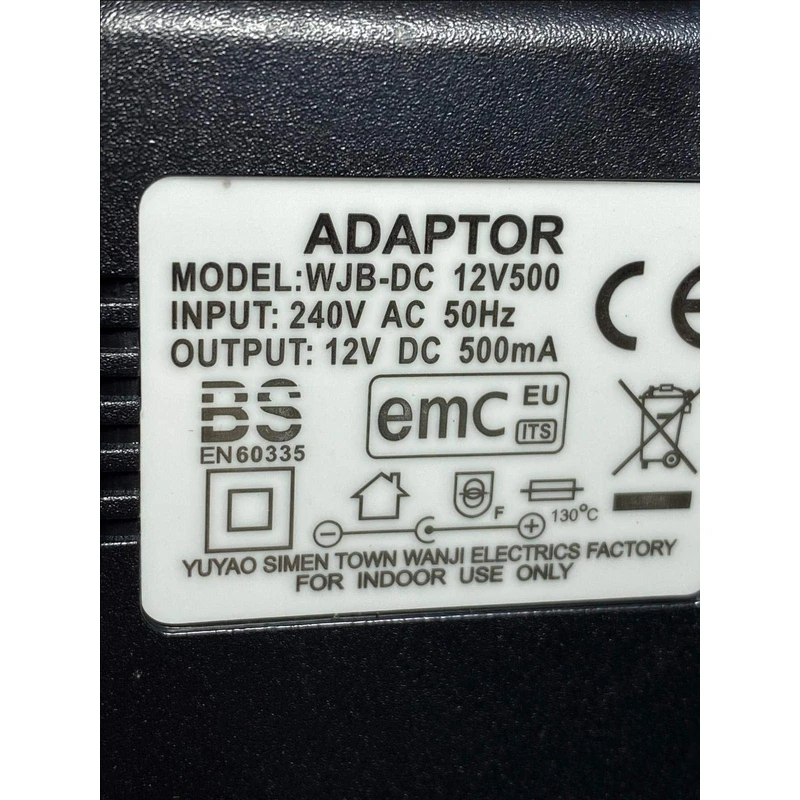 ADAPTOR
MODEL:WJB-DC 12V500
INPUT: 240V AC 50Hz
OUTPUT: 12V DC 500mA
CE
BS
EN60335
emc EU
ITS
F
130°C
YUYAO SIMEN TOWN WANJI ELECTRICS FACTORY
FOR INDOOR USE ONLY